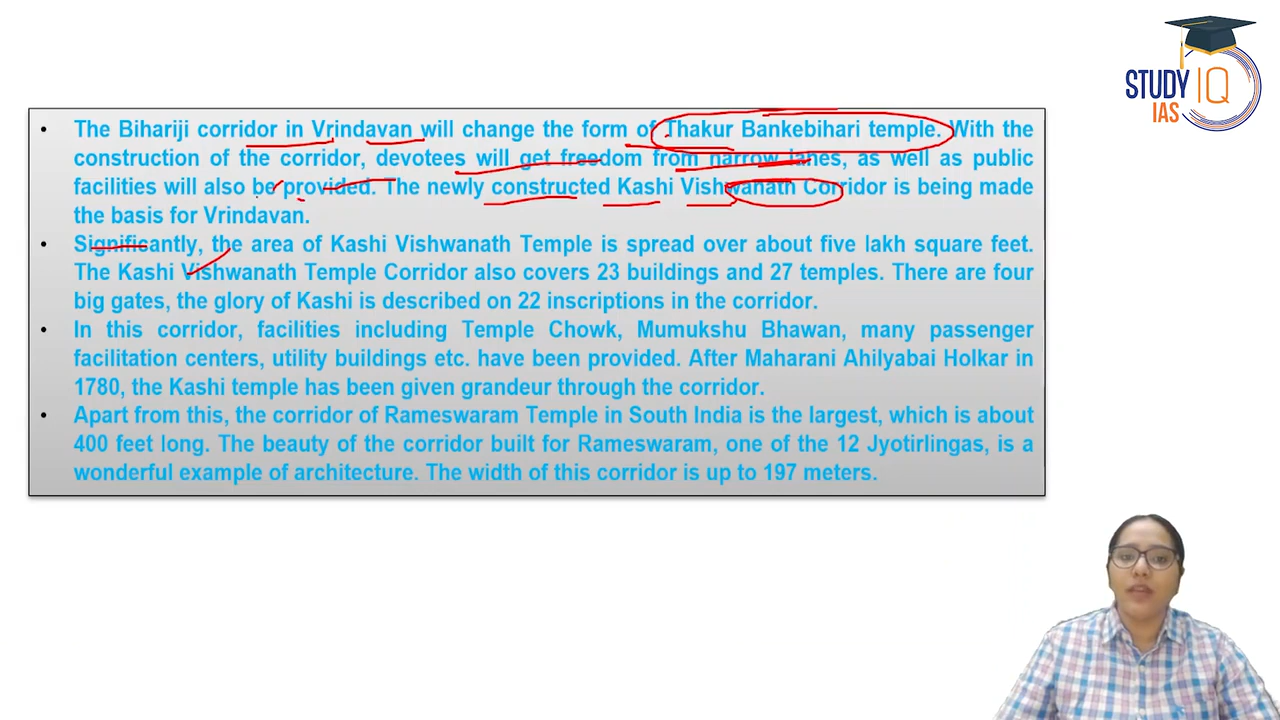 STUDY IQ
IAS
• The Bihariji corridor in Vrindavan will change the form of Thakur Bankebihari temple. With the
construction of the corridor, devotees will get freedom from narrow lanes, as well as public
facilities will also be provided. The newly constructed Kashi Vishwanath Corridor is being made
the basis for Vrindavan.
• Significantly, the area of Kashi Vishwanath Temple is spread over about five lakh square feet.
The Kashi Vishwanath Temple Corridor also covers 23 buildings and 27 temples. There are four
big gates, the glory of Kashi is described on 22 inscriptions in the corridor.
• In this corridor, facilities including Temple Chowk, Mumukshu Bhawan, many passenger
facilitation centers, utility buildings etc. have been provided. After Maharani Ahilyabai Holkar in
1780, the Kashi temple has been given grandeur through the corridor.
• Apart from this, the corridor of Rameswaram Temple in South India is the largest, which is about
400 feet long. The beauty of the corridor built for Rameswaram, one of the 12 Jyotirlingas, is a
wonderful example of architecture. The width of this corridor is up to 197 meters.